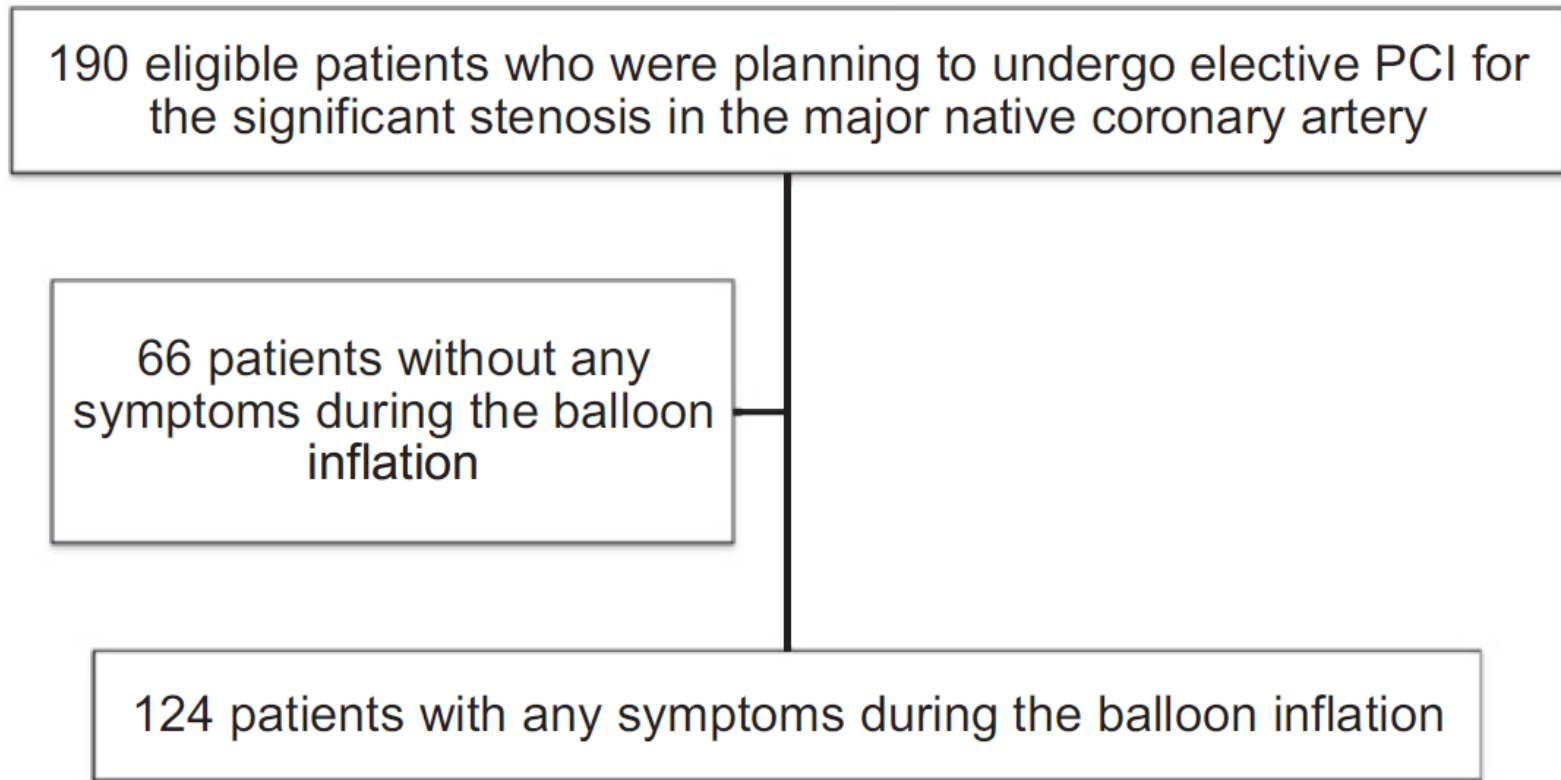 190 eligible patients who were planning to undergo elective PCI for
the significant stenosis in the major native coronary artery
66 patients without any
symptoms during the balloon
inflation
124 patients with any symptoms during the balloon inflation